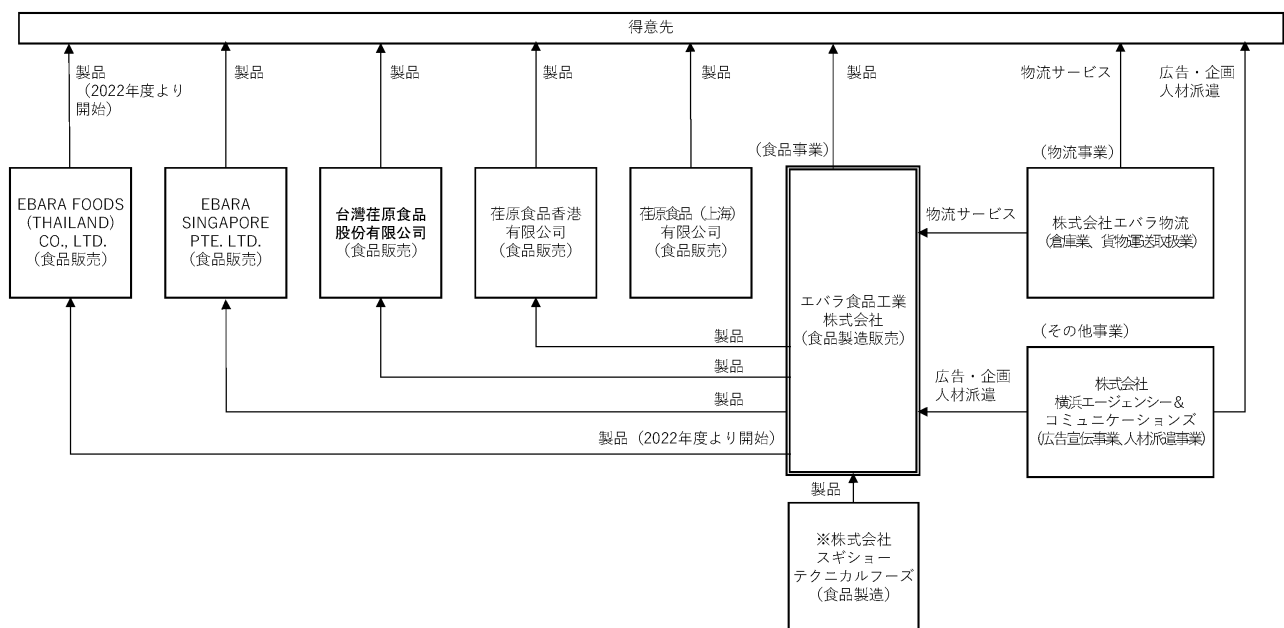 得意先
製品
（2022年度より
開始）
製品
製品
製品
製品
製品
物流サービス
広告・企画
人材派遣
（食品事業）
（物流事業）
EBARA FOODS
(THAILAND)
CO., LTD.
（食品販売）
EBARA
SINGAPORE
PTE. LTD.
（食品販売）
台灣荏原食品
股份有限公司
（食品販売）
荏原食品香港
有限公司
（食品販売）
荏原食品（上海）
有限公司
（食品販売）
エバラ食品工業
株式会社
（食品製造販売）
物流サービス
株式会社エバラ物流
（倉庫業、貨物運送取扱業）
（その他事業）
製品
製品
製品
製品（2022年度より開始）
広告・企画
人材派遣
株式会社
横浜エージェンシー＆
コミュニケーションズ
（広告宣伝事業、人材派遣事業）
製品
※株式会社
スギショー
テクニカルフーズ
（食品製造）